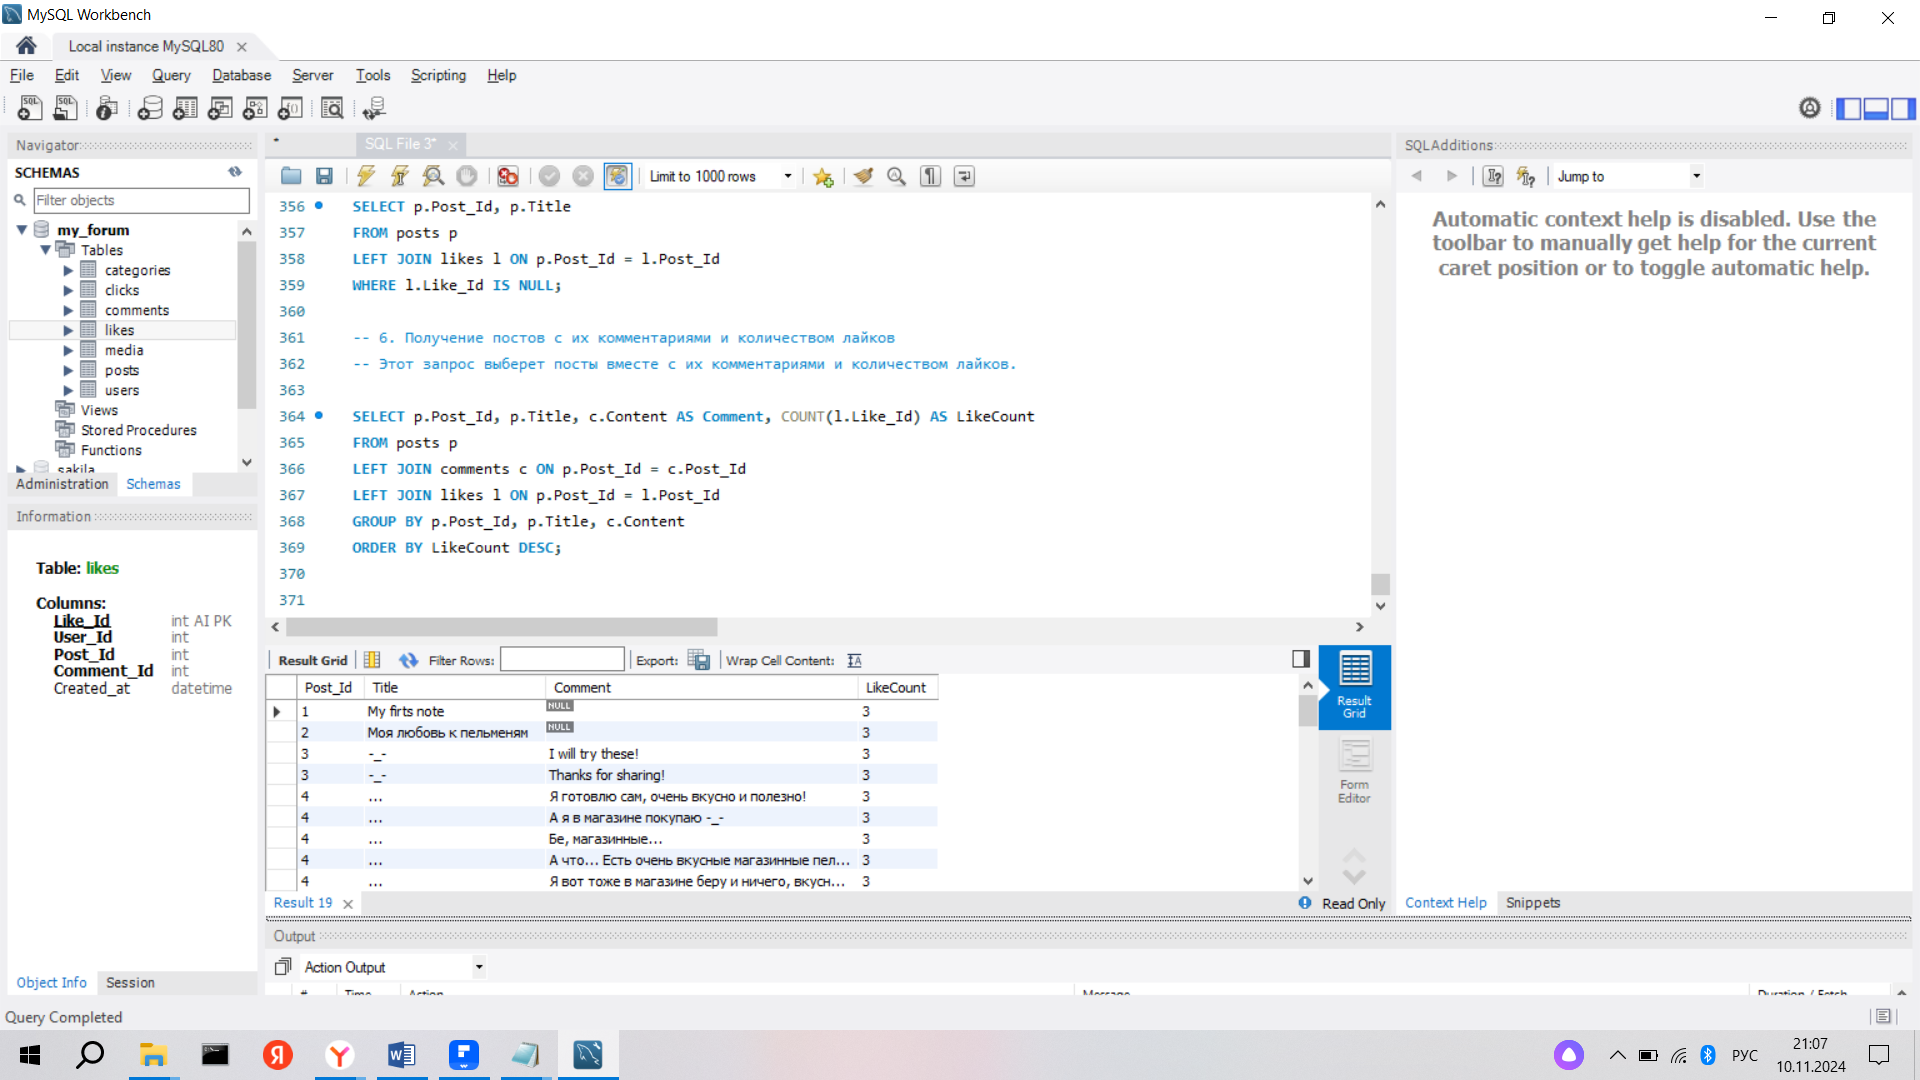 MySQL Workbench
Local instance MySQL80
File Edit View Query Database Server Tools Scripting Help
Navigator
SCHEMAS
Filter objects
my_forum
Tables
categories
clicks
comments
likes
media
posts
users
Views
Stored Procedures
Functions
sakila
Administration Schemas
Information
Table: likes
Columns:
Like_Id int AI PK
User_Id int
Post_Id int
Comment_Id int
Created_at datetime
Object Info Session
SQL File 3*
Limit to 1000 rows
356 SELECT p.Post_Id, p.Title
357 FROM posts p
358 LEFT JOIN likes l ON p.Post_Id = l.Post_Id
359 WHERE l.Like_Id IS NULL;
360
361 -- 6. Получение постов с их комментариями и количеством лайков
362 -- Этот запрос выберет посты вместе с их комментариями и количеством лайков.
363
364 SELECT p.Post_Id, p.Title, c.Content AS Comment, COUNT(l.Like_Id) AS LikeCount
365 FROM posts p
366 LEFT JOIN comments c ON p.Post_Id = c.Post_Id
367 LEFT JOIN likes l ON p.Post_Id = l.Post_Id
368 GROUP BY p.Post_Id, p.Title, c.Content
369 ORDER BY LikeCount DESC;
370
371
Result Grid Filter Rows: Export: Wrap Cell Content:
Post_Id Title Comment LikeCount
1 My firts note NULL 3
2 Моя любовь к пельменям NULL 3
3 -_- I will try these! 3
3 -_- Thanks for sharing! 3
4 ... Я готовлю сам, очень вкусно и полезно! 3
4 ... А я в магазине покупаю -_- 3
4 ... Бе, магазинные... 3
4 ... А что... Есть очень вкусные магазинные пел... 3
4 ... Я вот тоже в магазине беру и ничего, вкусн... 3
Result Grid
Form Editor
Result 19
Read Only
SQLAdditions
Jump to
Automatic context help is disabled. Use the
toolbar to manually get help for the current
caret position or to toggle automatic help.
Context Help Snippets
Output
Action Output
# Time Action Message Duration / Fetch
Query Completed
РУС
21:07
10.11.2024